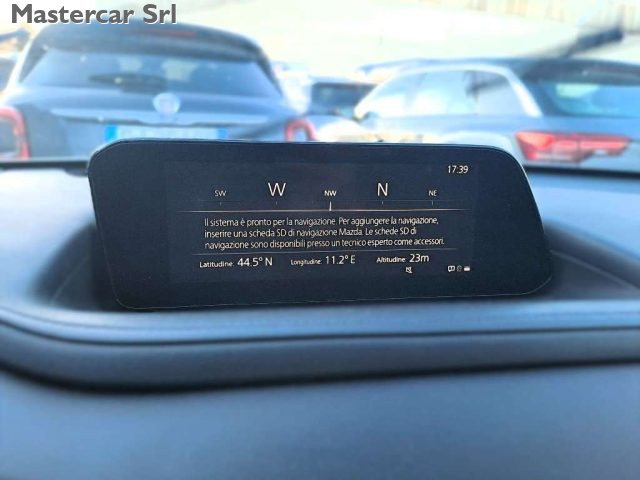 Mastercar Srl
17:39
SW W NW N NE
Il sistema è pronto per la navigazione. Per aggiungere la navigazione,
inserire una scheda SD di navigazione Mazda. Le schede SD di
navigazione sono disponibili presso un tecnico esperto come accessori.
Latitudine: 44.5° N Longitudine: 11.2° E Altitudine: 23m